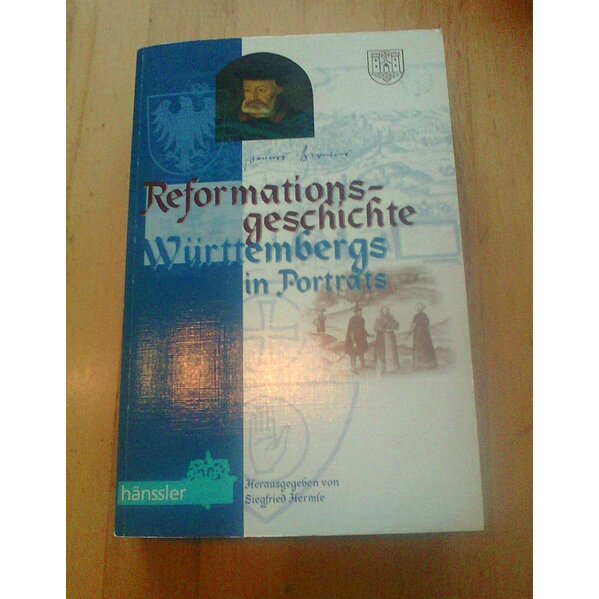 Reformations-
geschichte
Württembergs
in Porträts
Herausgegeben von
Siegfried Hermle
hänssler